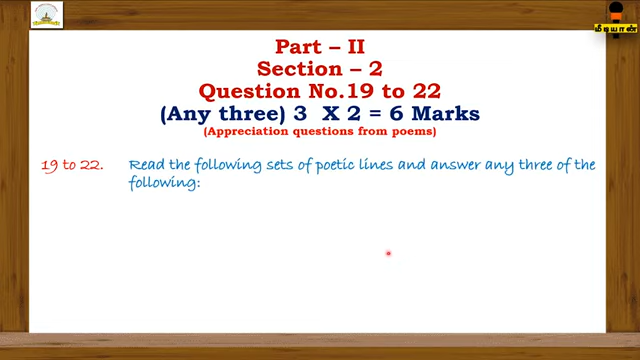 மீடியான்
Part – II
Section – 2
Question No.19 to 22
(Any three) 3 X 2 = 6 Marks
(Appreciation questions from poems)
19 to 22. Read the following sets of poetic lines and answer any three of the
following: